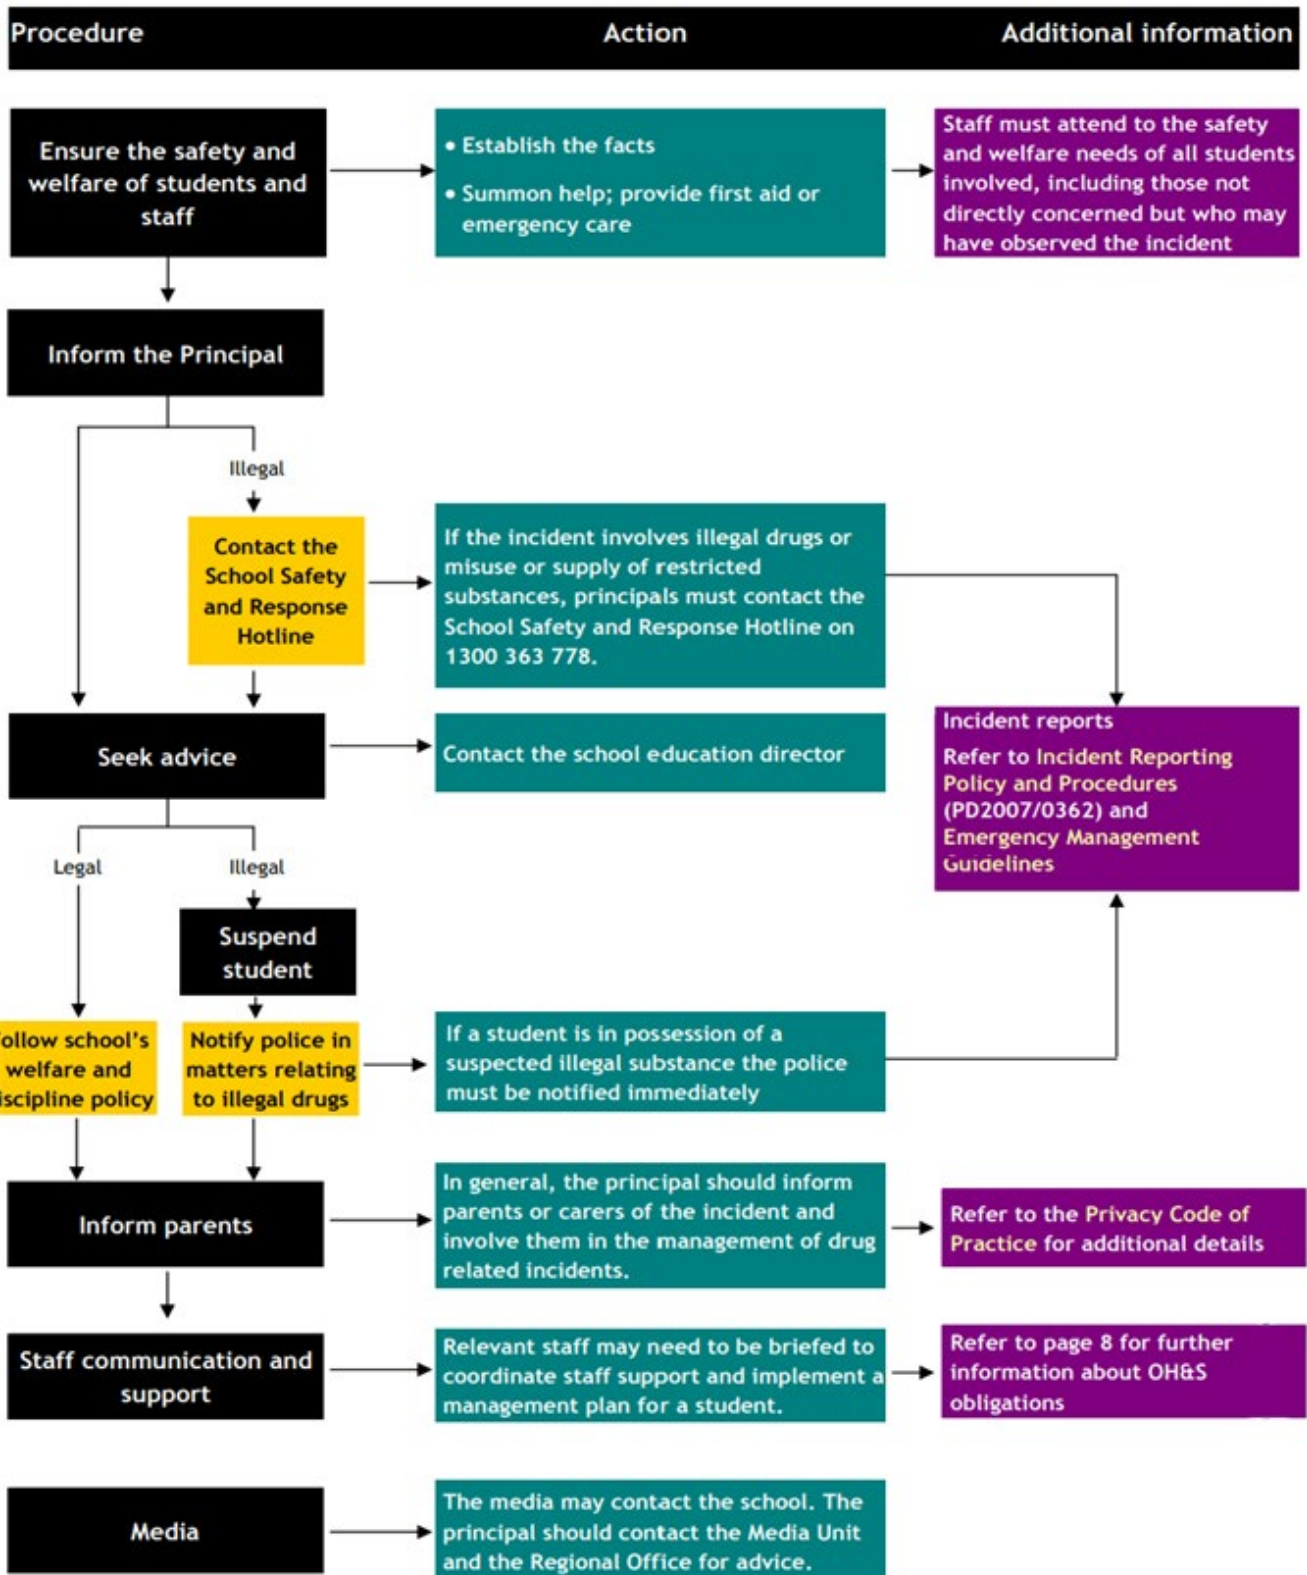 Procedure Action Additional information
Ensure the safety and
welfare of students and
staff
• Establish the facts
• Summon help; provide first aid or
emergency care
Staff must attend to the safety
and welfare needs of all students
involved, including those not
directly concerned but who may
have observed the incident
Inform the Principal
Illegal
Contact the
School Safety
and Response
Hotline
If the incident involves illegal drugs or
misuse or supply of restricted
substances, principals must contact the
School Safety and Response Hotline on
1300 363 778.
Seek advice
Contact the school education director
Incident reports
Refer to Incident Reporting
Policy and Procedures
(PD2007/0362) and
Emergency Management
Guidelines
Legal
Illegal
Suspend
student
ollow school's
welfare and
iscipline policy
Notify police in
matters relating
to illegal drugs
If a student is in possession of a
suspected illegal substance the police
must be notified immediately
Inform parents
In general, the principal should inform
parents or carers of the incident and
involve them in the management of drug
related incidents.
Refer to the Privacy Code of
Practice for additional details
Staff communication and
support
Relevant staff may need to be briefed to
coordinate staff support and implement a
management plan for a student.
Refer to page 8 for further
information about OH&S
obligations
Media
The media may contact the school. The
principal should contact the Media Unit
and the Regional Office for advice.